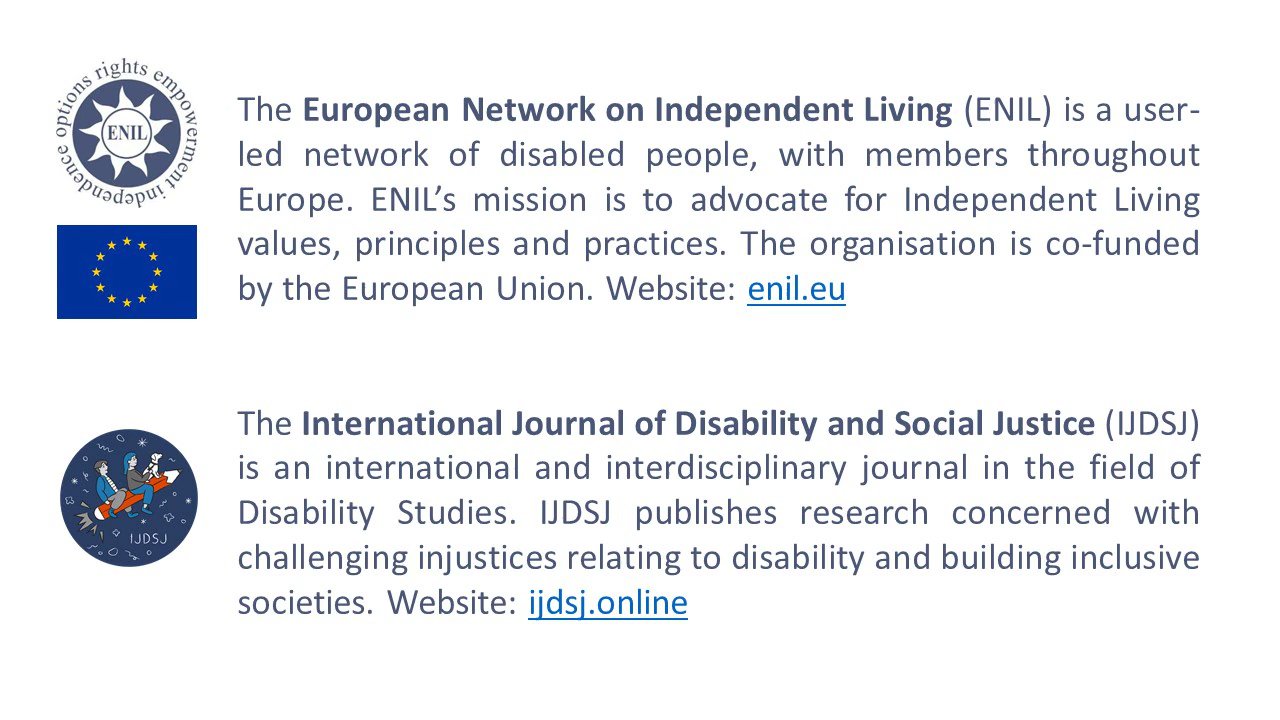 options rights empowerment independence
ENIL
The European Network on Independent Living (ENIL) is a user-
led network of disabled people, with members throughout
Europe. ENIL’s mission is to advocate for Independent Living
values, principles and practices. The organisation is co-funded
by the European Union. Website: enil.eu
The International Journal of Disability and Social Justice (IJDSJ)
is an international and interdisciplinary journal in the field of
Disability Studies. IJDSJ publishes research concerned with
challenging injustices relating to disability and building inclusive
societies. Website: ijdsj.online
IJDSJ